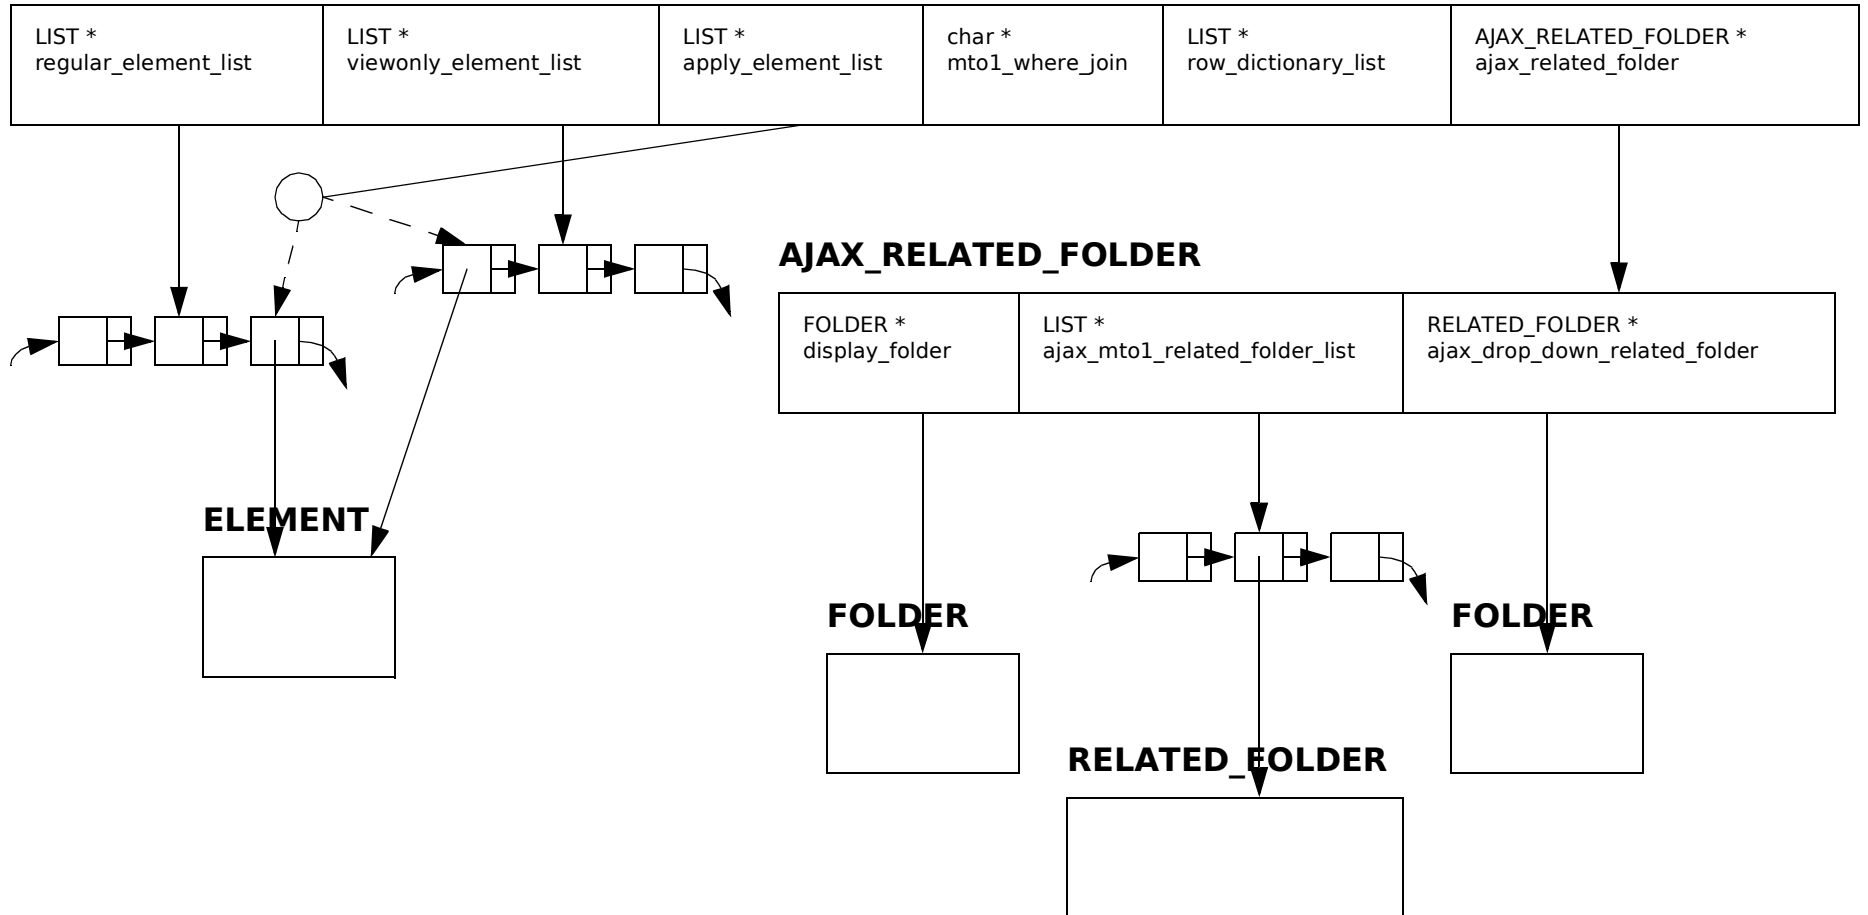 LIST *
regular_element_list
LIST *
viewonly_element_list
LIST *
apply_element_list
char *
mto1_where_join
LIST *
row_dictionary_list
AJAX_RELATED_FOLDER *
ajax_related_folder
AJAX_RELATED_FOLDER
FOLDER *
display_folder
LIST *
ajax_mto1_related_folder_list
RELATED_FOLDER *
ajax_drop_down_related_folder
ELEMENT
FOLDER
FOLDER
RELATED_FOLDER